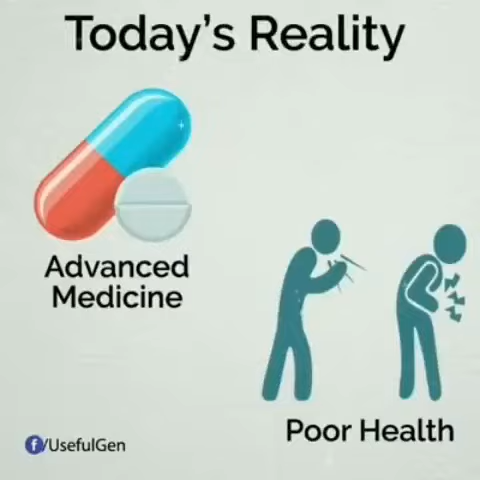 Today's Reality
Advanced
Medicine
Poor Health
f/UsefulGen